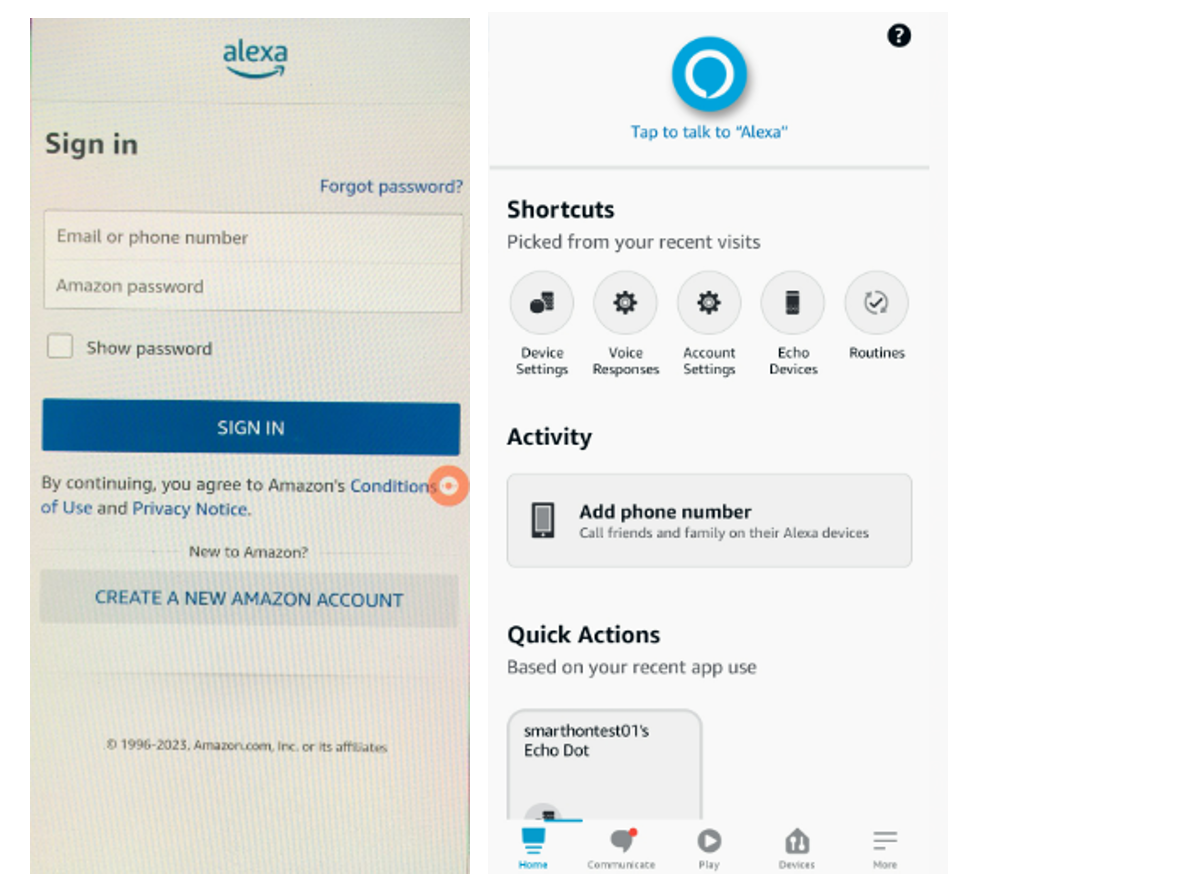 alexa
Sign in
Forgot password?
Email or phone number
Amazon password
Show password
SIGN IN
By continuing, you agree to Amazon's Conditions
of Use and Privacy Notice.
New to Amazon?
CREATE A NEW AMAZON ACCOUNT
© 1996-2023, Amazon.com, Inc. or its affiliates
?
Tap to talk to “Alexa”
Shortcuts
Picked from your recent visits
Device
Settings
Voice
Responses
Account
Settings
Echo
Devices
Routines
Activity
Add phone number
Call friends and family on their Alexa devices
Quick Actions
Based on your recent app use
smarthontest01's
Echo Dot
Home
Communicate
Play
Devices
More